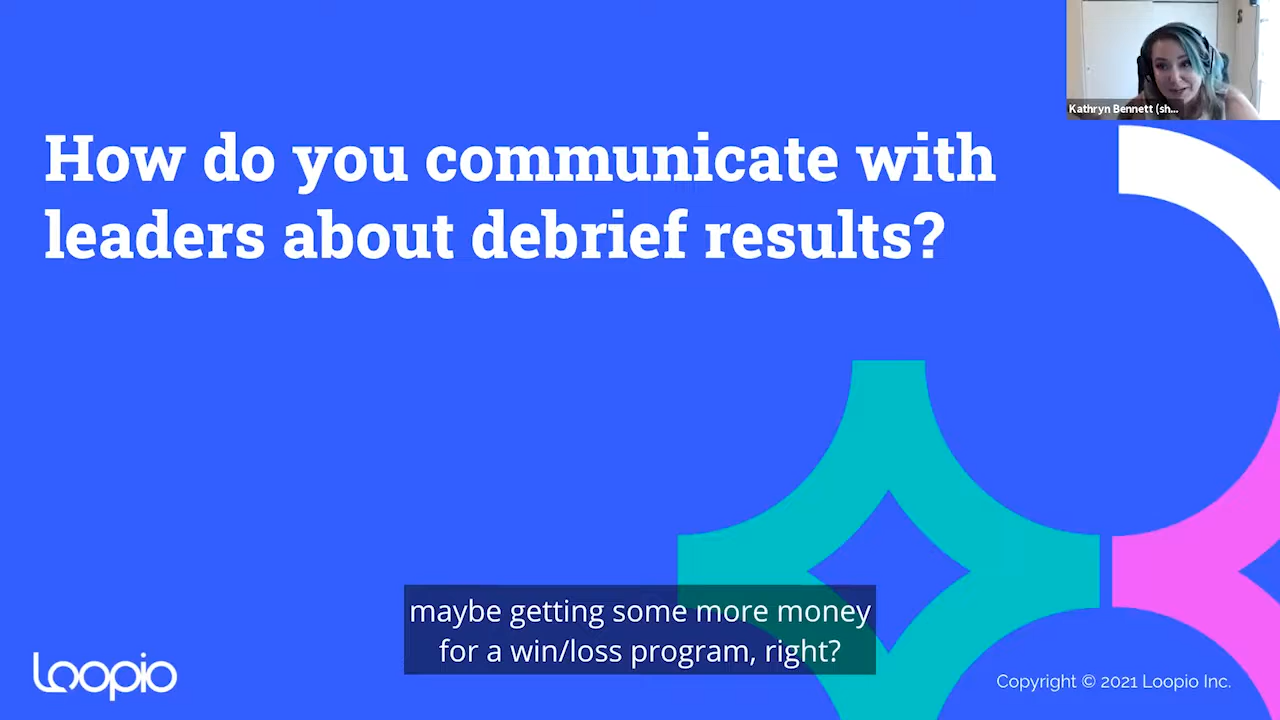 Kathryn Bennett (sh...
How do you communicate with
leaders about debrief results?
maybe getting some more money
for a win/loss program, right?
Loopio
Copyright © 2021 Loopio Inc.